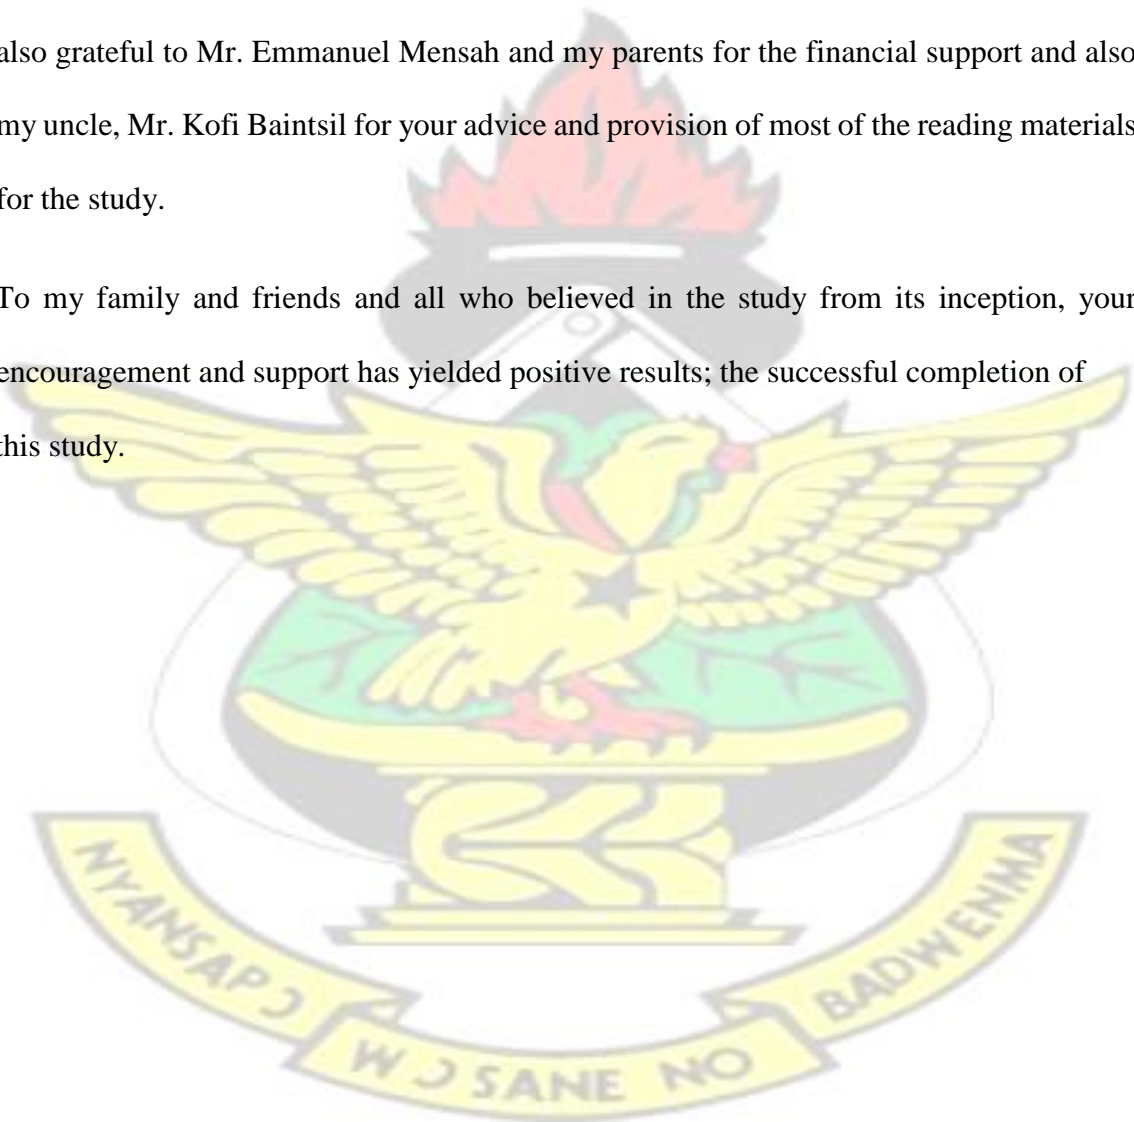 also grateful to Mr. Emmanuel Mensah and my parents for the financial support and also
my uncle, Mr. Kofi Baintsil for your advice and provision of most of the reading materials
for the study.
To my family and friends and all who believed in the study from its inception, your
encouragement and support has yielded positive results; the successful completion of
this study.
NYANSAPƆ
WƆSANE NO
BADWENMA